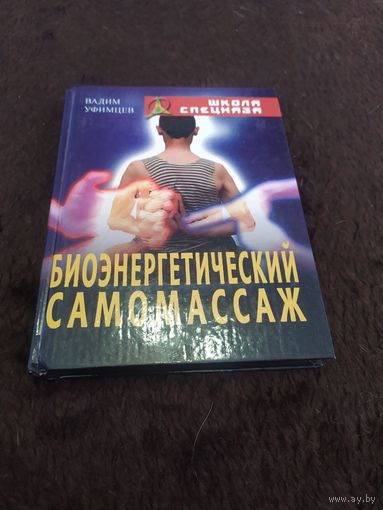 ВАДИМ
УФИМЦЕВ
ШКОЛА
СПЕЦНАЗА
БИОЭНЕРГЕТИЧЕСКИЙ
САМОМАССАЖ
www.ay.by